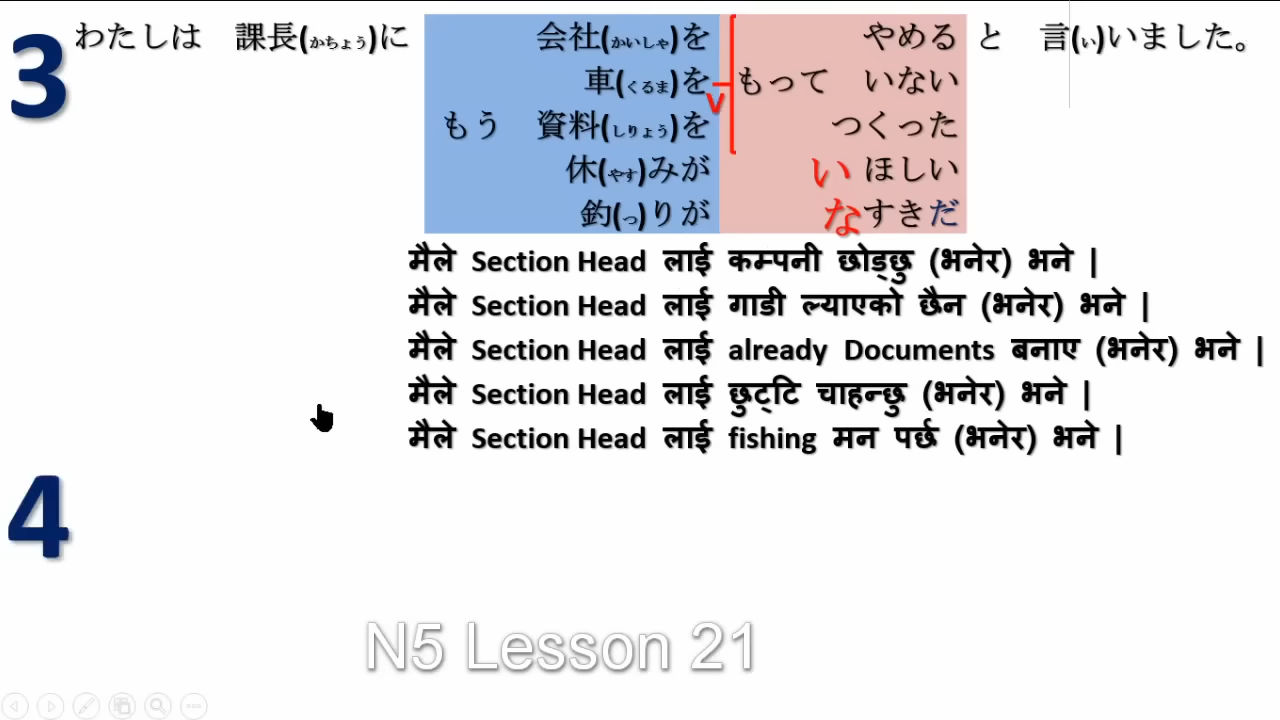 3
わたしは 課長(かちょう)に 会社(かいしゃ)を やめる と 言(い)いました。
車(くるま)を もって いない
V
もう 資料(しりょう)を つくった
休(やす)みが い ほしい
釣(つ)りが な すきだ
मैले Section Head लाई कम्पनी छोड्छु (भनेर) भने |
मैले Section Head लाई गाडी ल्याएको छैन (भनेर) भने |
मैले Section Head लाई already Documents बनाए (भनेर) भने |
मैले Section Head लाई छुट्टि चाहन्छु (भनेर) भने |
मैले Section Head लाई fishing मन पर्छ (भनेर) भने |
4
N5 Lesson 21